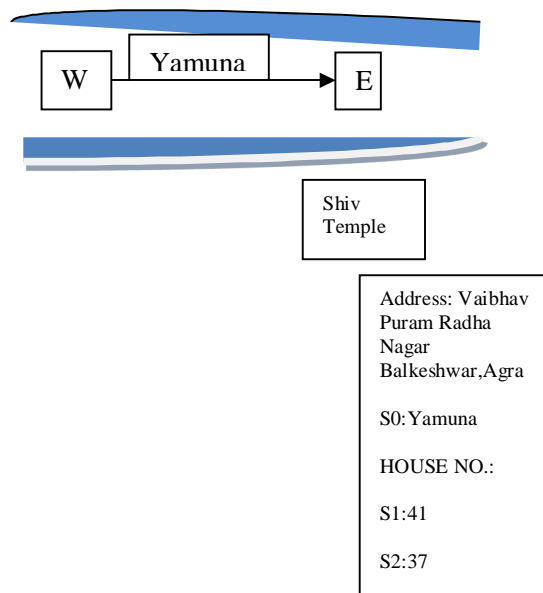 W
Yamuna
E
Shiv
Temple
Address: Vaibhav
Puram Radha
Nagar
Balkeshwar,Agra
S0:Yamuna
HOUSE NO.:
S1:41
S2:37